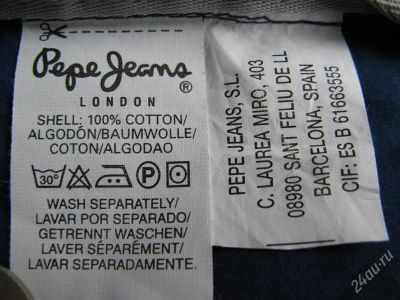 Pepe Jeans®
LONDON
SHELL: 100% COTTON/
ALGODÓN/BAUMWOLLE/
COTON/ALGODAO
30°
P
WASH SEPARATELY/
LAVAR POR SEPARADO/
GETRENNT WASCHEN/
LAVER SÉPARÉMENT/
LAVAR SEPARADAMENTE.
PEPE JEANS, S.L,
C. LAUREA MIRO, 403
08980 SANT FELIU DE LL
BARCELONA, SPAIN
CIF: ES B 61663555
24au.ru